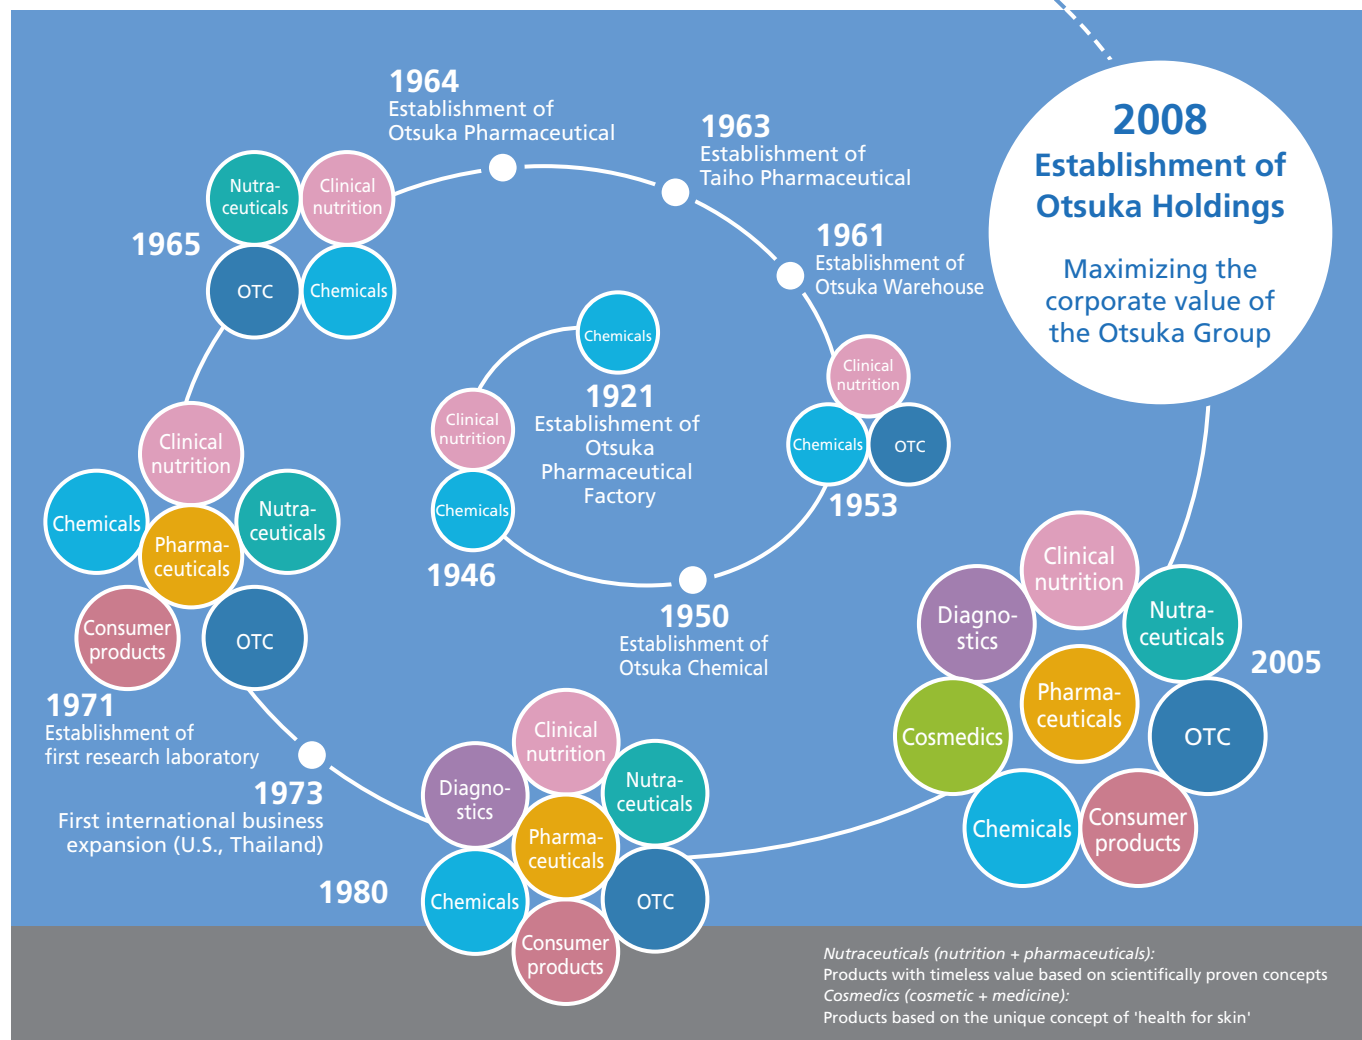 1964
Establishment of
Otsuka Pharmaceutical
1963
Establishment of
Taiho Pharmaceutical
1961
Establishment of
Otsuka Warehouse
2008
Establishment of
Otsuka Holdings
Maximizing the
corporate value of
the Otsuka Group
1965
Nutra-
ceuticals
Clinical
nutrition
OTC
Chemicals
Chemicals
1921
Establishment of
Otsuka
Pharmaceutical
Factory
Clinical
nutrition
Chemicals
1946
Clinical
nutrition
Chemicals
OTC
1953
1950
Establishment of
Otsuka Chemical
Clinical
nutrition
Chemicals
Nutra-
ceuticals
Pharma-
ceuticals
Consumer
products
OTC
1971
Establishment of
first research laboratory
1973
First international business
expansion (U.S., Thailand)
1980
Clinical
nutrition
Diagno-
stics
Nutra-
ceuticals
Pharma-
ceuticals
Chemicals
OTC
Consumer
products
Clinical
nutrition
Diagno-
stics
Nutra-
ceuticals
2005
Pharma-
ceuticals
Cosmedics
OTC
Chemicals
Consumer
products
Nutraceuticals (nutrition + pharmaceuticals):
Products with timeless value based on scientifically proven concepts
Cosmedics (cosmetic + medicine):
Products based on the unique concept of 'health for skin'